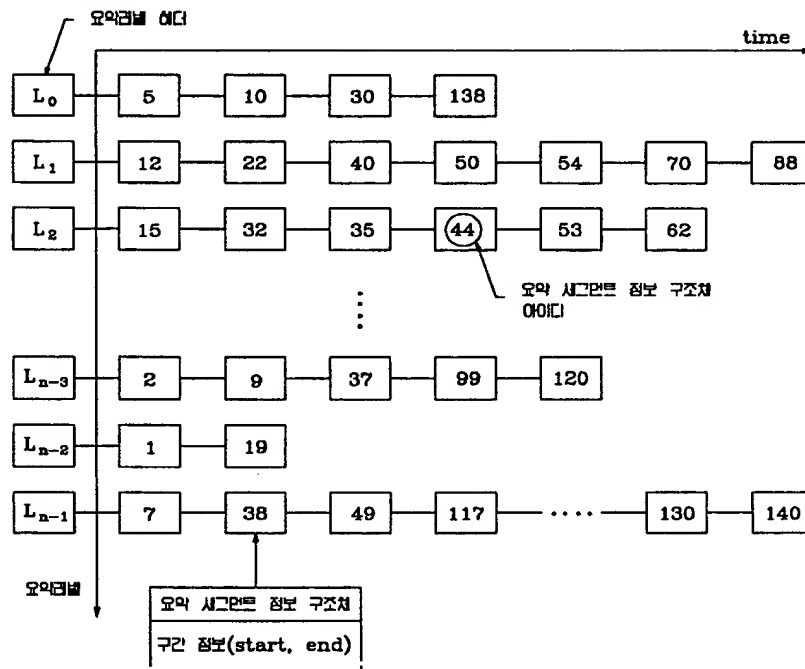 요약레벨 헤더
time
L₀ 5 10 30 138
L₁ 12 22 40 50 54 70 88
L₂ 15 32 35 44 53 62
요약 세그먼트 정보 구조체
아이디
Lₙ₋₃ 2 9 37 99 120
Lₙ₋₂ 1 19
Lₙ₋₁ 7 38 49 117 .... 130 140
요약레벨
요약 세그먼트 정보 구조체
구간 정보(start, end)